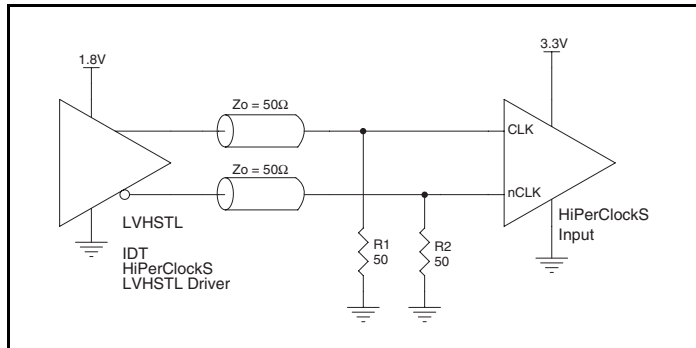 1.8V
3.3V
Zo = 50Ω
CLK
Zo = 50Ω
nCLK
LVHSTL
IDT
HiPerClockS
LVHSTL Driver
R1
50
R2
50
HiPerClockS
Input